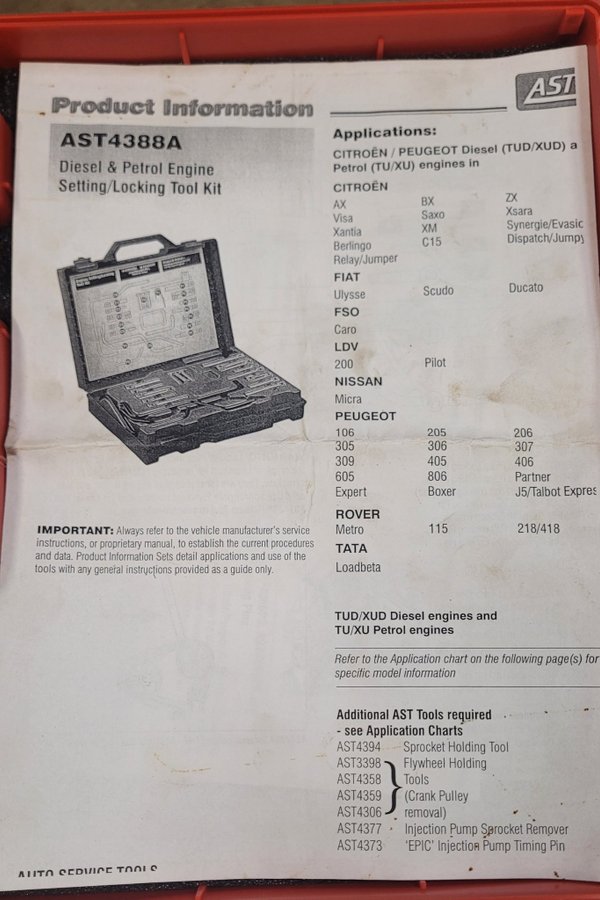 Product Information
AST
AST4388A
Diesel & Petrol Engine
Setting/Locking Tool Kit
IMPORTANT: Always refer to the vehicle manufacturer's service
instructions, or proprietary manual, to establish the current procedures
and data. Product Information Sets detail applications and use of the
tools with any general instructions provided as a guide only.
Applications:
CITROËN / PEUGEOT Diesel (TUD/XUD) a
Petrol (TU/XU) engines in
CITROËN
AX BX ZX
Visa Saxo Xsara
Xantia XM Synergie/Evasic
Berlingo C15 Dispatch/Jumpy
Relay/Jumper
FIAT
Ulysse Scudo Ducato
FSO
Caro
LDV
200 Pilot
NISSAN
Micra
PEUGEOT
106 205 206
305 306 307
309 405 406
605 806 Partner
Expert Boxer J5/Talbot Expres
ROVER
Metro 115 218/418
TATA
Loadbeta
TUD/XUD Diesel engines and
TU/XU Petrol engines
Refer to the Application chart on the following page(s) for
specific model information
Additional AST Tools required
- see Application Charts
AST4394 Sprocket Holding Tool
AST3398 Flywheel Holding
AST4358 Tools
AST4359 (Crank Pulley
AST4306 removal)
AST4377 Injection Pump Sprocket Remover
AST4373 'EPIC' Injection Pump Timing Pin
AUTO SERVICE TOOLS